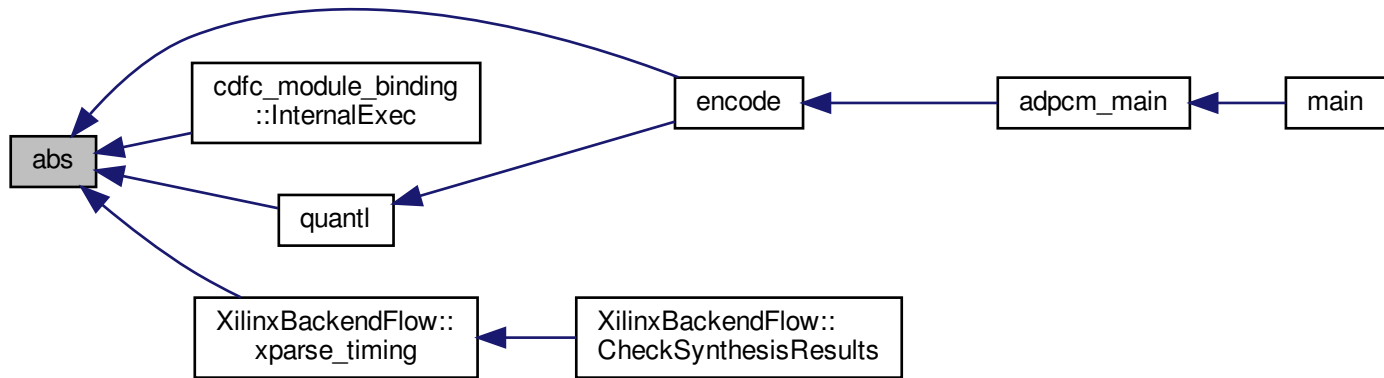 abs
cdfc_module_binding
::InternalExec
quantl
XilinxBackendFlow::
xparse_timing
encode
XilinxBackendFlow::
CheckSynthesisResults
adpcm_main
main